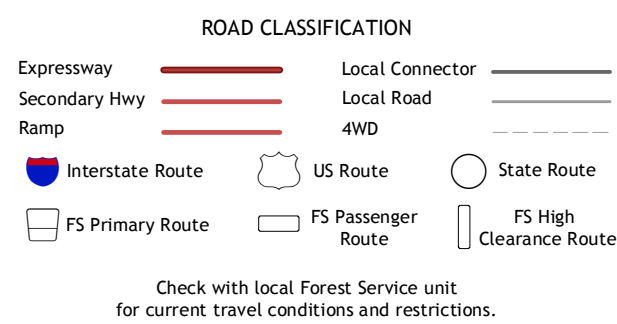 ROAD CLASSIFICATION
Expressway
Local Connector
Secondary Hwy
Local Road
Ramp
4WD
Interstate Route
US Route
State Route
FS Primary Route
FS Passenger
Route
FS High
Clearance Route
Check with local Forest Service unit
for current travel conditions and restrictions.